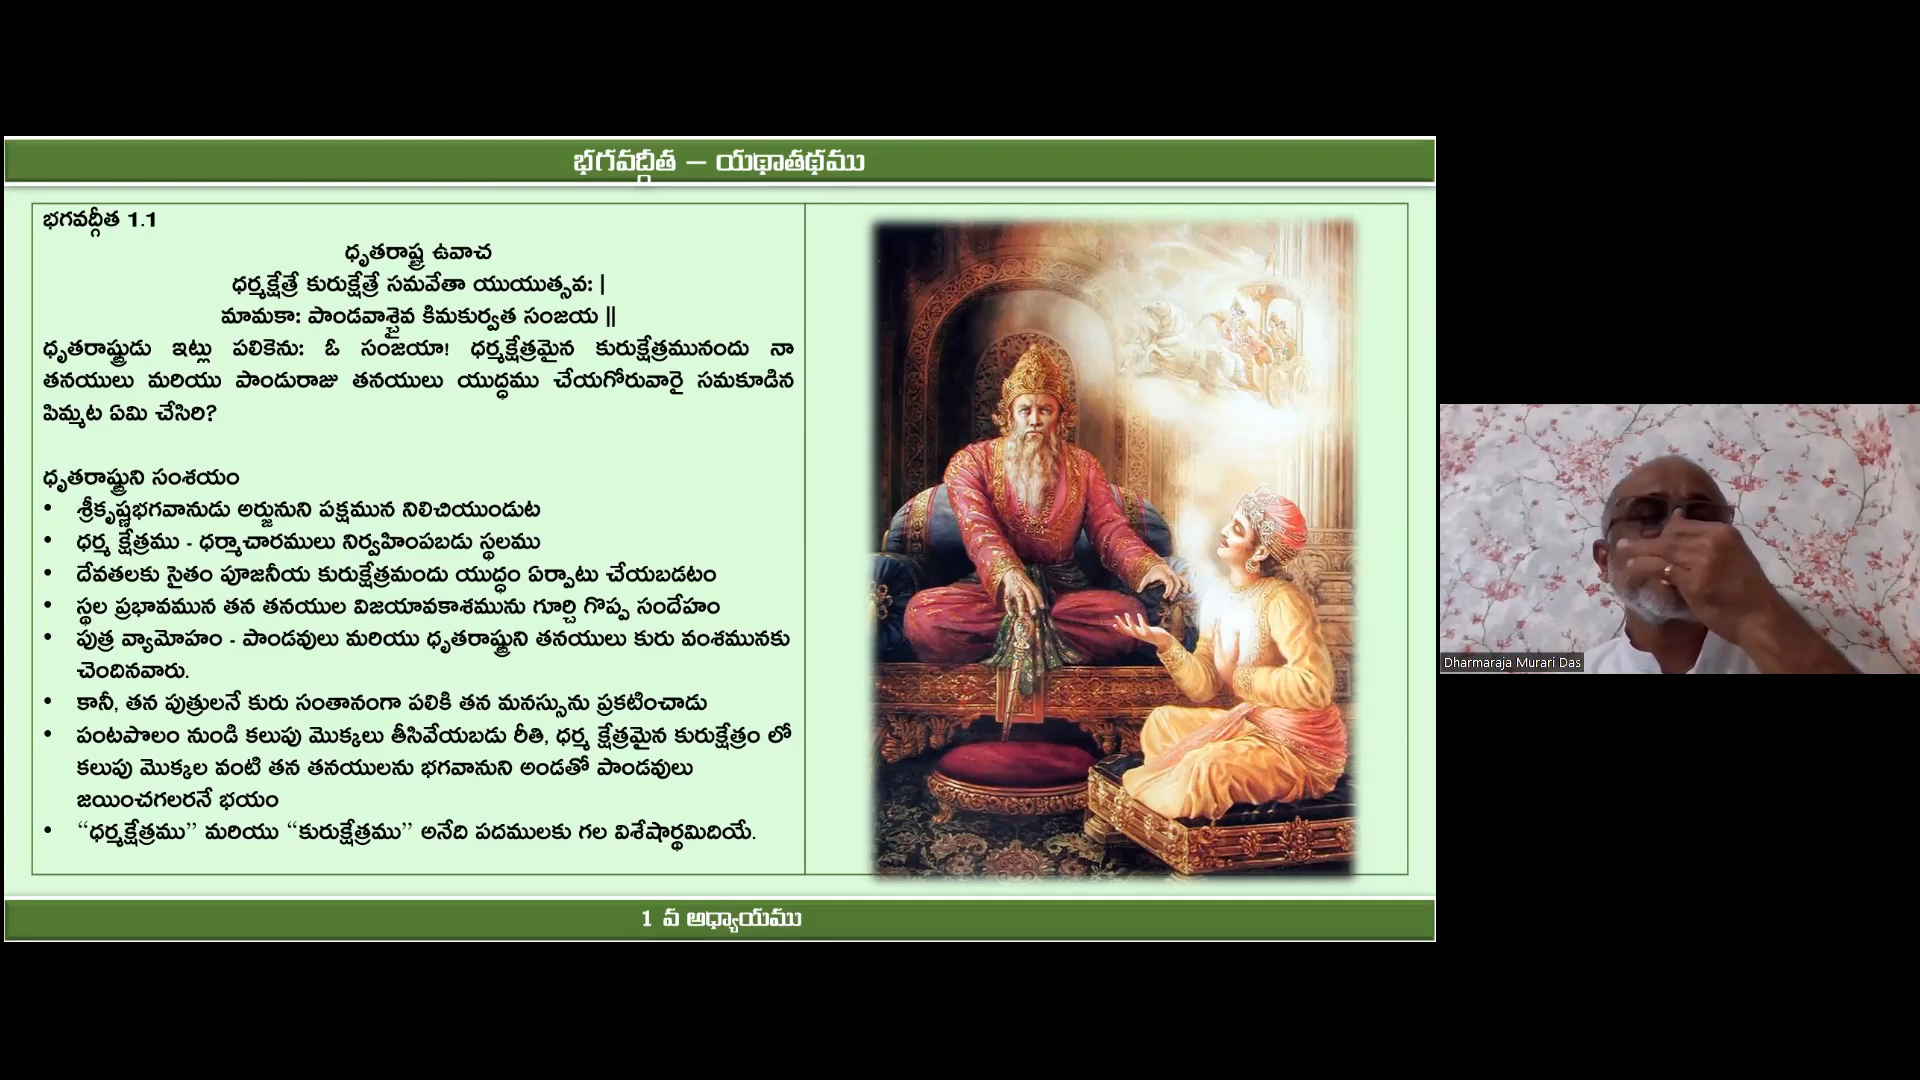 భగవద్గీత – యథాతథము
భగవద్గీత 1.1
ధృతరాష్ట్ర ఉవాచ
ధర్మక్షేత్రే కురుక్షేత్రే సమవేతా యుయుత్సవః |
మామకాః పాండవాశ్చైవ కిమకుర్వత సంజయ ||
ధృతరాష్ట్రుడు ఇట్లు పలికెను: ఓ సంజయా! ధర్మక్షేత్రమైన కురుక్షేత్రమునందు నా
తనయులు మరియు పాండురాజు తనయులు యుద్ధము చేయగోరువారై సమకూడిన
పిమ్మట ఏమి చేసిరి?
ధృతరాష్ట్రుని సంశయం
• శ్రీకృష్ణభగవానుడు అర్జునుని పక్షమున నిలిచియుండుట
• ధర్మ క్షేత్రము - ధర్మాచారములు నిర్వహింపబడు స్థలము
• దేవతలకు సైతం పూజనీయ కురుక్షేత్రమందు యుద్ధం ఏర్పాటు చేయబడటం
• స్థల ప్రభావమున తన తనయుల విజయావకాశమును గూర్చి గొప్ప సందేహం
• పుత్ర వ్యామోహం - పాండవులు మరియు ధృతరాష్ట్రుని తనయులు కురు వంశమునకు
చెందినవారు.
• కానీ, తన పుత్రులనే కురు సంతానంగా పలికి తన మనస్సును ప్రకటించాడు
• పంటపొలం నుండి కలుపు మొక్కలు తీసివేయబడు రీతి, ధర్మ క్షేత్రమైన కురుక్షేత్రం లో
కలుపు మొక్కల వంటి తన తనయులను భగవానుని అండతో పాండవులు
జయించగలరనే భయం
• “ధర్మక్షేత్రము” మరియు “కురుక్షేత్రము” అనేది పదములకు గల విశేషార్థమిదియే.
1 వ అధ్యాయము
Dharmaraja Murari Das